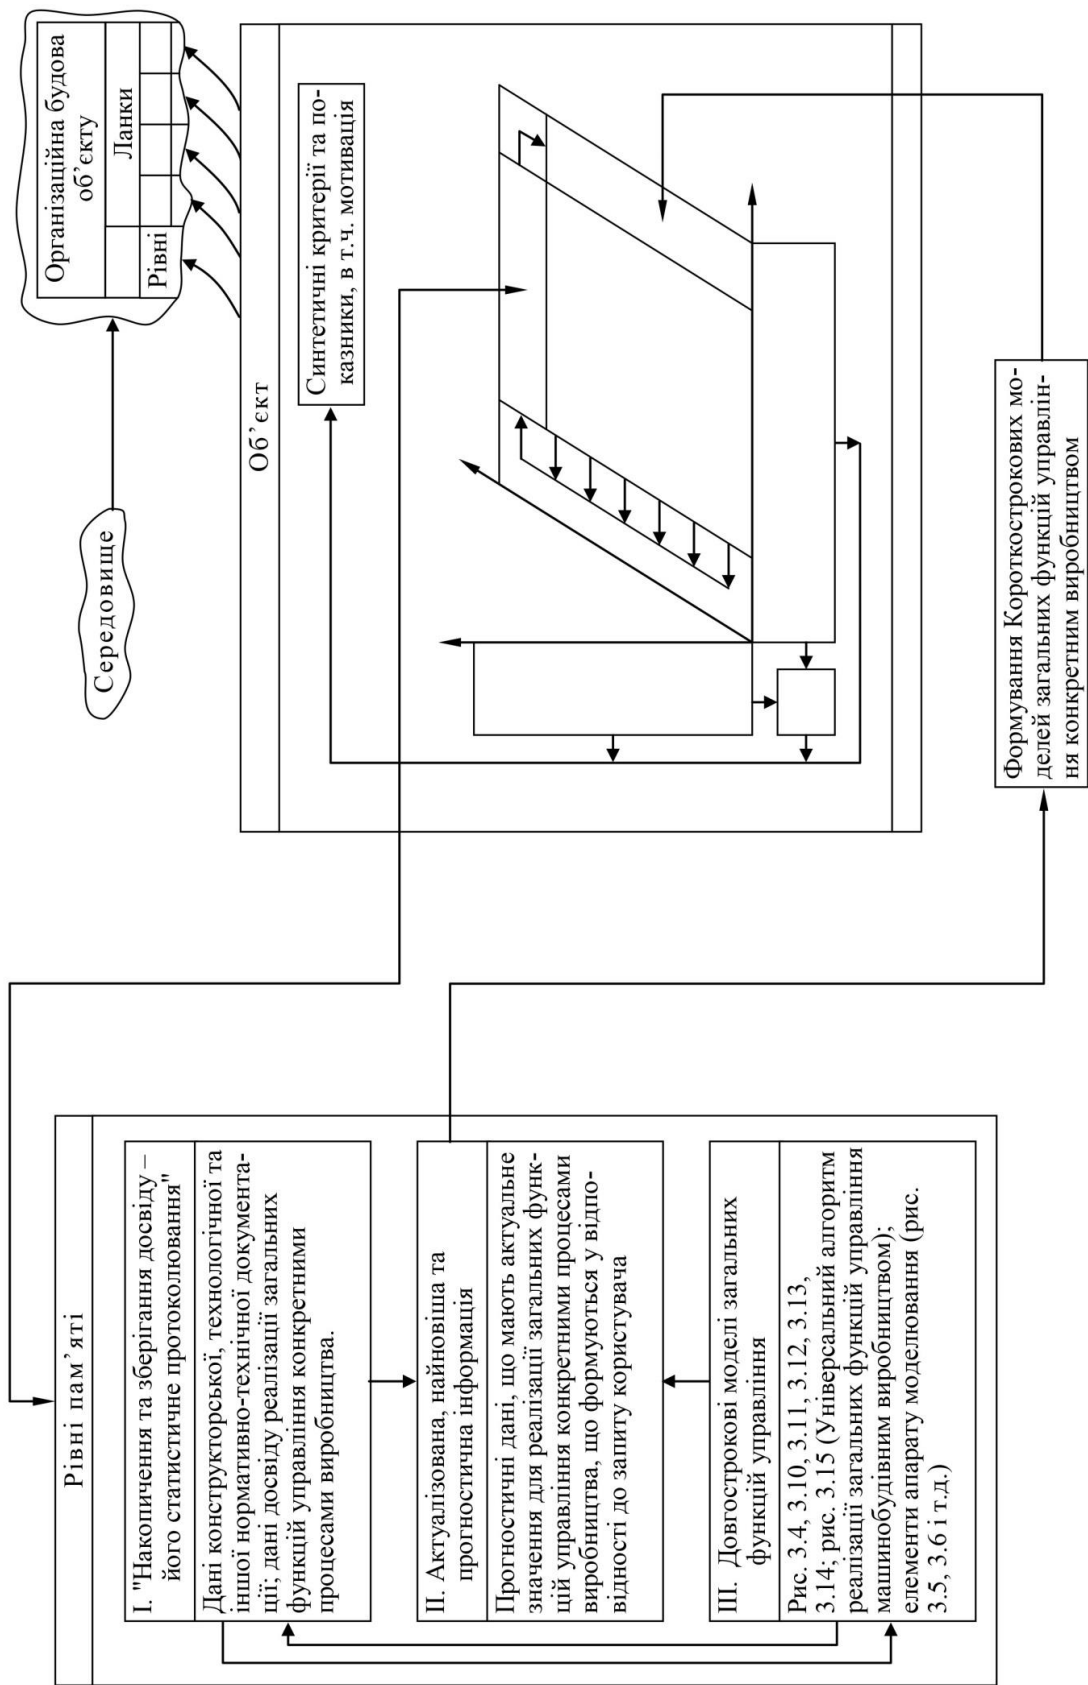 Рівні пам’яті
I. "Накопичення та зберігання досвіду –
його статистичне протоколювання"
Дані конструкторської, технологічної та
іншої нормативно-технічної документа-
ції; дані досвіду реалізації загальних
функцій управління конкретними
процесами виробництва.
II. Актуалізована, найновіша та
прогностична інформація
Прогностичні дані, що мають актуальне
значення для реалізації загальних функ-
цій управління конкретними процесами
виробництва, що формуються у відпо-
відності до запиту користувача
III. Довгострокові моделі загальних
функцій управління
Рис. 3.4, 3.10, 3.11, 3.12, 3.13,
3.14; рис. 3.15 (Універсальний алгоритм
реалізації загальних функцій управління
машинобудівним виробництвом);
елементи апарату моделювання (рис.
3.5, 3.6 і т.д.)
Середовище
Організаційна будова
об’єкту
Ланки
Рівні
Об’єкт
Синтетичні критерії та по-
казники, в т.ч. мотивація
Формування Короткострокових мо-
делей загальних функцій управлін-
ня конкретним виробництвом